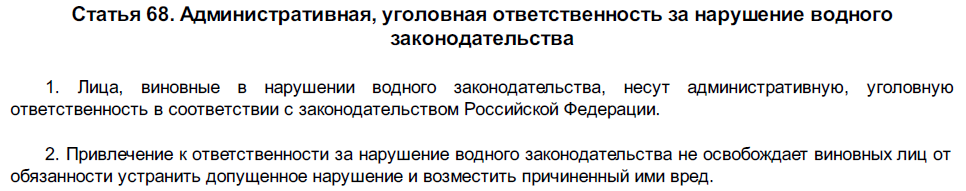 Статья 68. Административная, уголовная ответственность за нарушение водного
законодательства
1. Лица, виновные в нарушении водного законодательства, несут административную, уголовную
ответственность в соответствии с законодательством Российской Федерации.
2. Привлечение к ответственности за нарушение водного законодательства не освобождает виновных лиц от
обязанности устранить допущенное нарушение и возместить причиненный ими вред.